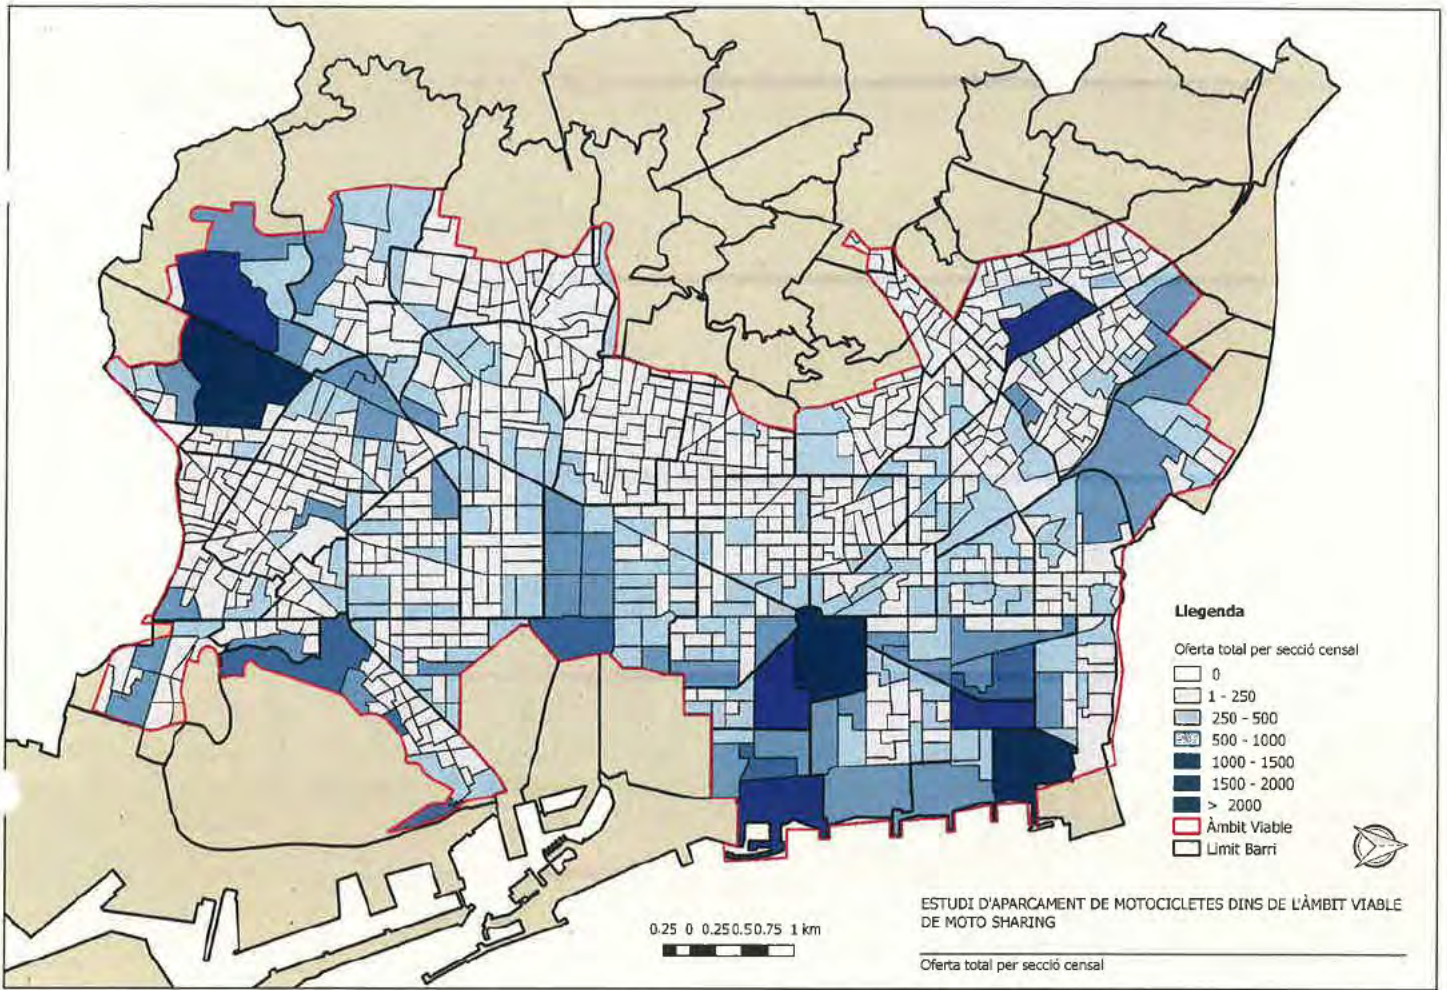 Llegenda
Oferta total per secció censal
0
1 - 250
250 - 500
500 - 1000
1000 - 1500
1500 - 2000
> 2000
Àmbit Viable
Limit Barri
ESTUDI D'APARCAMENT DE MOTOCICLETES DINS DE L'ÀMBIT VIABLE
DE MOTO SHARING
0.25 0 0.25 0.5 0.75 1 km
Oferta total per secció censal